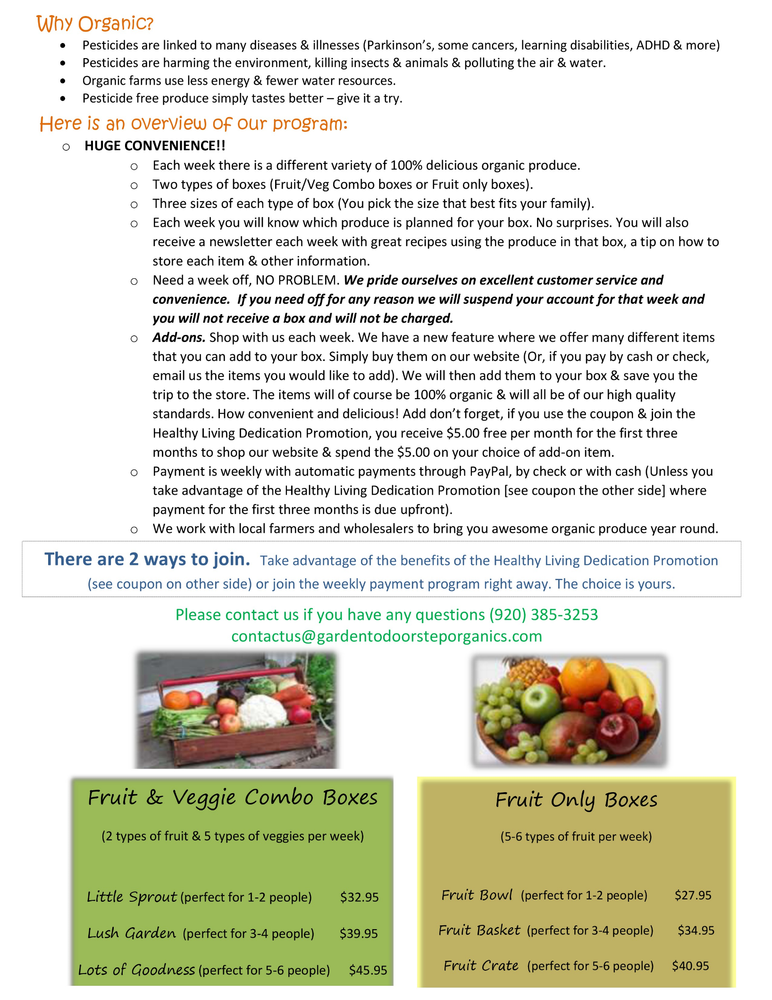 Why Organic?
• Pesticides are linked to many diseases & illnesses (Parkinson’s, some cancers, learning disabilities, ADHD & more)
• Pesticides are harming the environment, killing insects & animals & polluting the air & water.
• Organic farms use less energy & fewer water resources.
• Pesticide free produce simply tastes better – give it a try.
Here is an overview of our program:
o HUGE CONVENIENCE!!
o Each week there is a different variety of 100% delicious organic produce.
o Two types of boxes (Fruit/Veg Combo boxes or Fruit only boxes).
o Three sizes of each type of box (You pick the size that best fits your family).
o Each week you will know which produce is planned for your box. No surprises. You will also
receive a newsletter each week with great recipes using the produce in that box, a tip on how to
store each item & other information.
o Need a week off, NO PROBLEM. We pride ourselves on excellent customer service and
convenience. If you need off for any reason we will suspend your account for that week and
you will not receive a box and will not be charged.
o Add-ons. Shop with us each week. We have a new feature where we offer many different items
that you can add to your box. Simply buy them on our website (Or, if you pay by cash or check,
email us the items you would like to add). We will then add them to your box & save you the
trip to the store. The items will of course be 100% organic & will all be of our high quality
standards. How convenient and delicious! Add don’t forget, if you use the coupon & join the
Healthy Living Dedication Promotion, you receive $5.00 free per month for the first three
months to shop our website & spend the $5.00 on your choice of add-on item.
o Payment is weekly with automatic payments through PayPal, by check or with cash (Unless you
take advantage of the Healthy Living Dedication Promotion [see coupon the other side] where
payment for the first three months is due upfront).
o We work with local farmers and wholesalers to bring you awesome organic produce year round.
There are 2 ways to join. Take advantage of the benefits of the Healthy Living Dedication Promotion
(see coupon on other side) or join the weekly payment program right away. The choice is yours.
Please contact us if you have any questions (920) 385-3253
contactus@gardentodoorsteporganics.com
Fruit & Veggie Combo Boxes
(2 types of fruit & 5 types of veggies per week)
Little Sprout (perfect for 1-2 people) $32.95
Lush Garden (perfect for 3-4 people) $39.95
Lots of Goodness (perfect for 5-6 people) $45.95
Fruit Only Boxes
(5-6 types of fruit per week)
Fruit Bowl (perfect for 1-2 people) $27.95
Fruit Basket (perfect for 3-4 people) $34.95
Fruit Crate (perfect for 5-6 people) $40.95